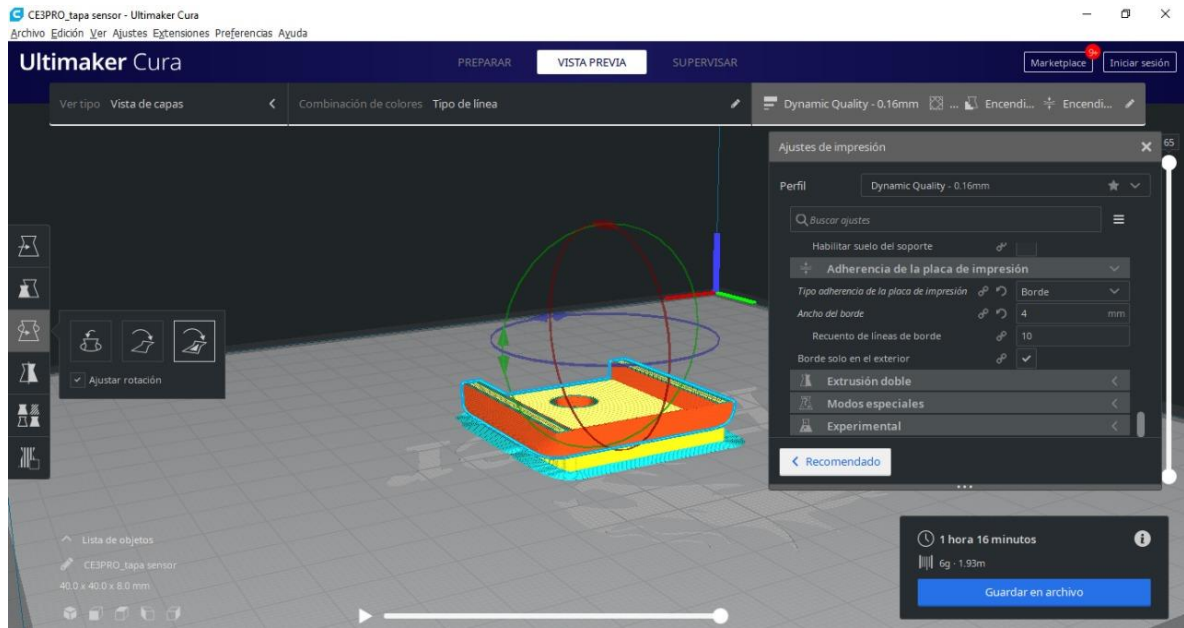 CE3PRO_tapa sensor - Ultimaker Cura
Archivo Edición Ver Ajustes Extensiones Preferencias Ayuda
Ultimaker Cura
PREPARAR VISTA PREVIA SUPERVISAR
Marketplace 9+ Iniciar sesión
Ver tipo Vista de capas
Combinación de colores Tipo de línea
Dynamic Quality - 0.16mm ... Encendi... Encendi...
65
Ajustes de impresión
Perfil Dynamic Quality - 0.16mm
Buscar ajustes
Habilitar suelo del soporte
Adherencia de la placa de impresión
Tipo adherencia de la placa de impresión Borde
Ancho del borde 4 mm
Recuento de líneas de borde 10
Borde solo en el exterior
Extrusión doble
Modos especiales
Experimental
Recomendado
Ajustar rotación
Lista de objetos
CE3PRO_tapa sensor
40.0 x 40.0 x 8.0 mm
1 hora 16 minutos
6g · 1.93m
Guardar en archivo